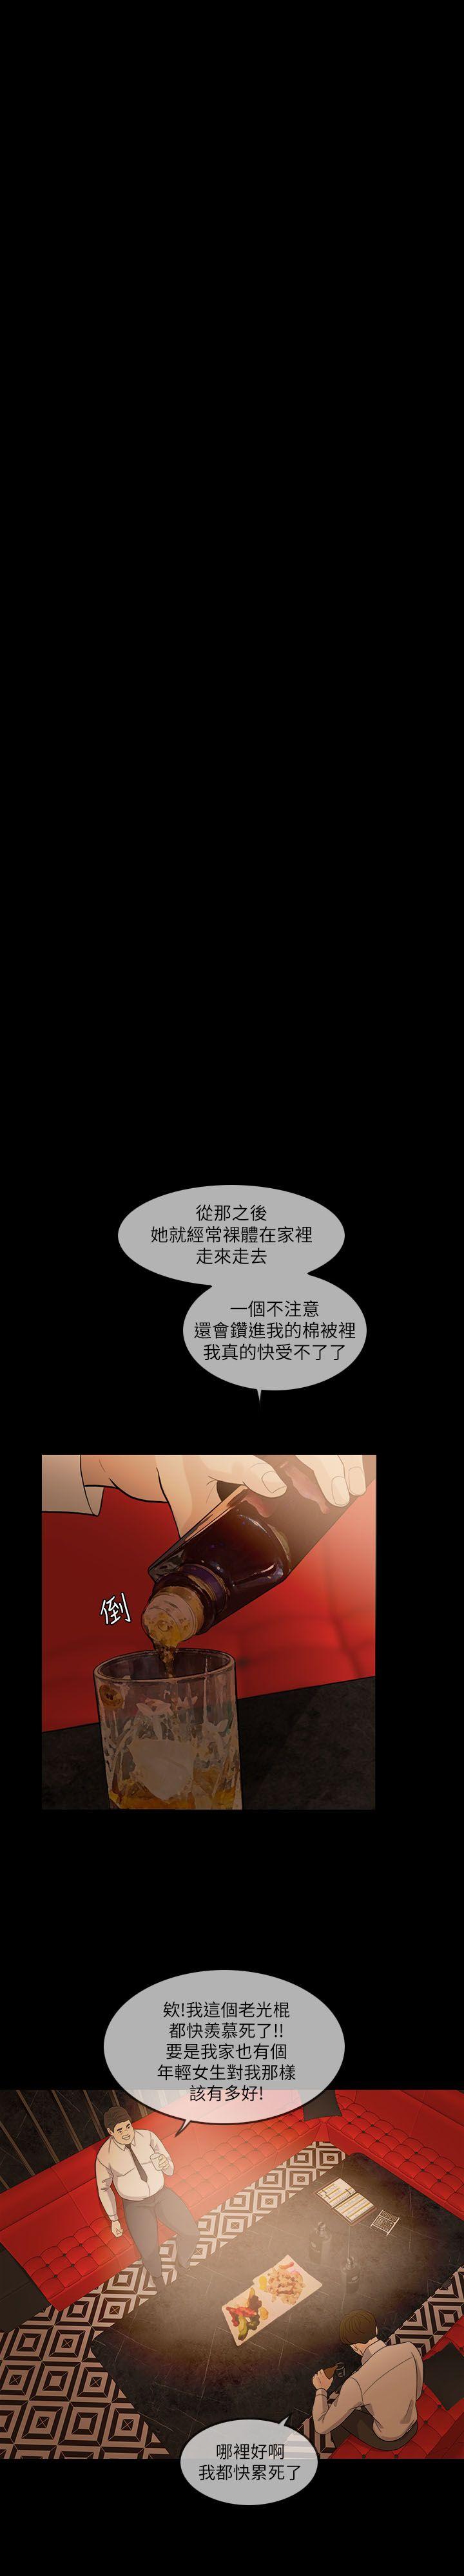 從那之後
她就經常裸體在家裡
走來走去
一個不注意
還會鑽進我的棉被裡
我真的快受不了了
倒
欸!我這個老光棍
都快羨慕死了!!
要是我家也有個
年輕女生對我那樣
該有多好!
哪裡好啊
我都快累死了